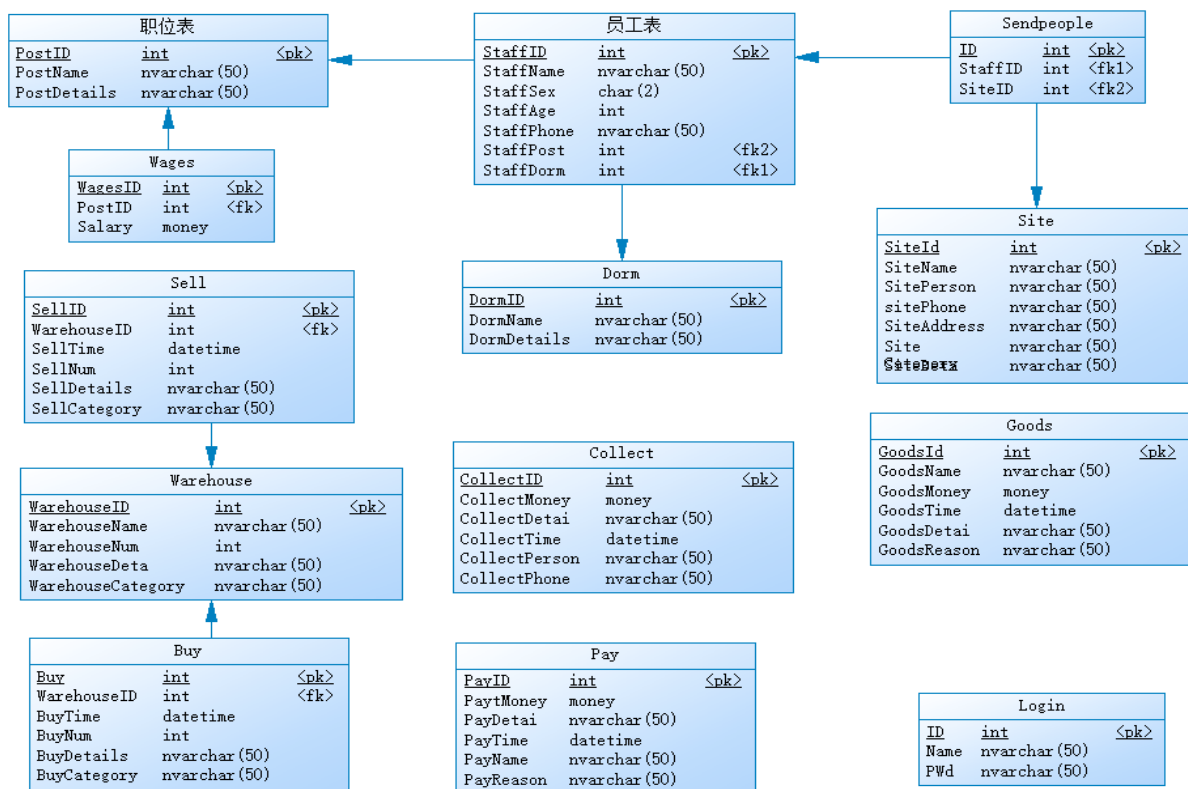 职位表
PostID int <pk>
PostName nvarchar(50)
PostDetails nvarchar(50)
员工表
StaffID int <pk>
StaffName nvarchar(50)
StaffSex char(2)
StaffAge int
StaffPhone nvarchar(50)
StaffPost int <fk2>
StaffDorm int <fk1>
Sendpeople
ID int <pk>
StaffID int <fk1>
SiteID int <fk2>
Wages
WagesID int <pk>
PostID int <fk>
Salary money
Site
SiteId int <pk>
SiteName nvarchar(50)
SitePerson nvarchar(50)
sitePhone nvarchar(50)
SiteAddress nvarchar(50)
Site nvarchar(50)
nvarchar(50)
Sell
SellID int <pk>
WarehouseID int <fk>
SellTime datetime
SellNum int
SellDetails nvarchar(50)
SellCategory nvarchar(50)
Dorm
DormID int <pk>
DormName nvarchar(50)
DormDetails nvarchar(50)
Goods
GoodsId int <pk>
GoodsName nvarchar(50)
GoodsMoney money
GoodsTime datetime
GoodsDetai nvarchar(50)
GoodsReason nvarchar(50)
Warehouse
WarehouseID int <pk>
WarehouseName nvarchar(50)
WarehouseNum int
WarehouseDeta nvarchar(50)
WarehouseCategory nvarchar(50)
Collect
CollectID int <pk>
CollectMoney money
CollectDetai nvarchar(50)
CollectTime datetime
CollectPerson nvarchar(50)
CollectPhone nvarchar(50)
Buy
Buy int <pk>
WarehouseID int <fk>
BuyTime datetime
BuyNum int
BuyDetails nvarchar(50)
BuyCategory nvarchar(50)
Pay
PayID int <pk>
PaytMoney money
PayDetai nvarchar(50)
PayTime datetime
PayName nvarchar(50)
PayReason nvarchar(50)
Login
ID int <pk>
Name nvarchar(50)
PWd nvarchar(50)